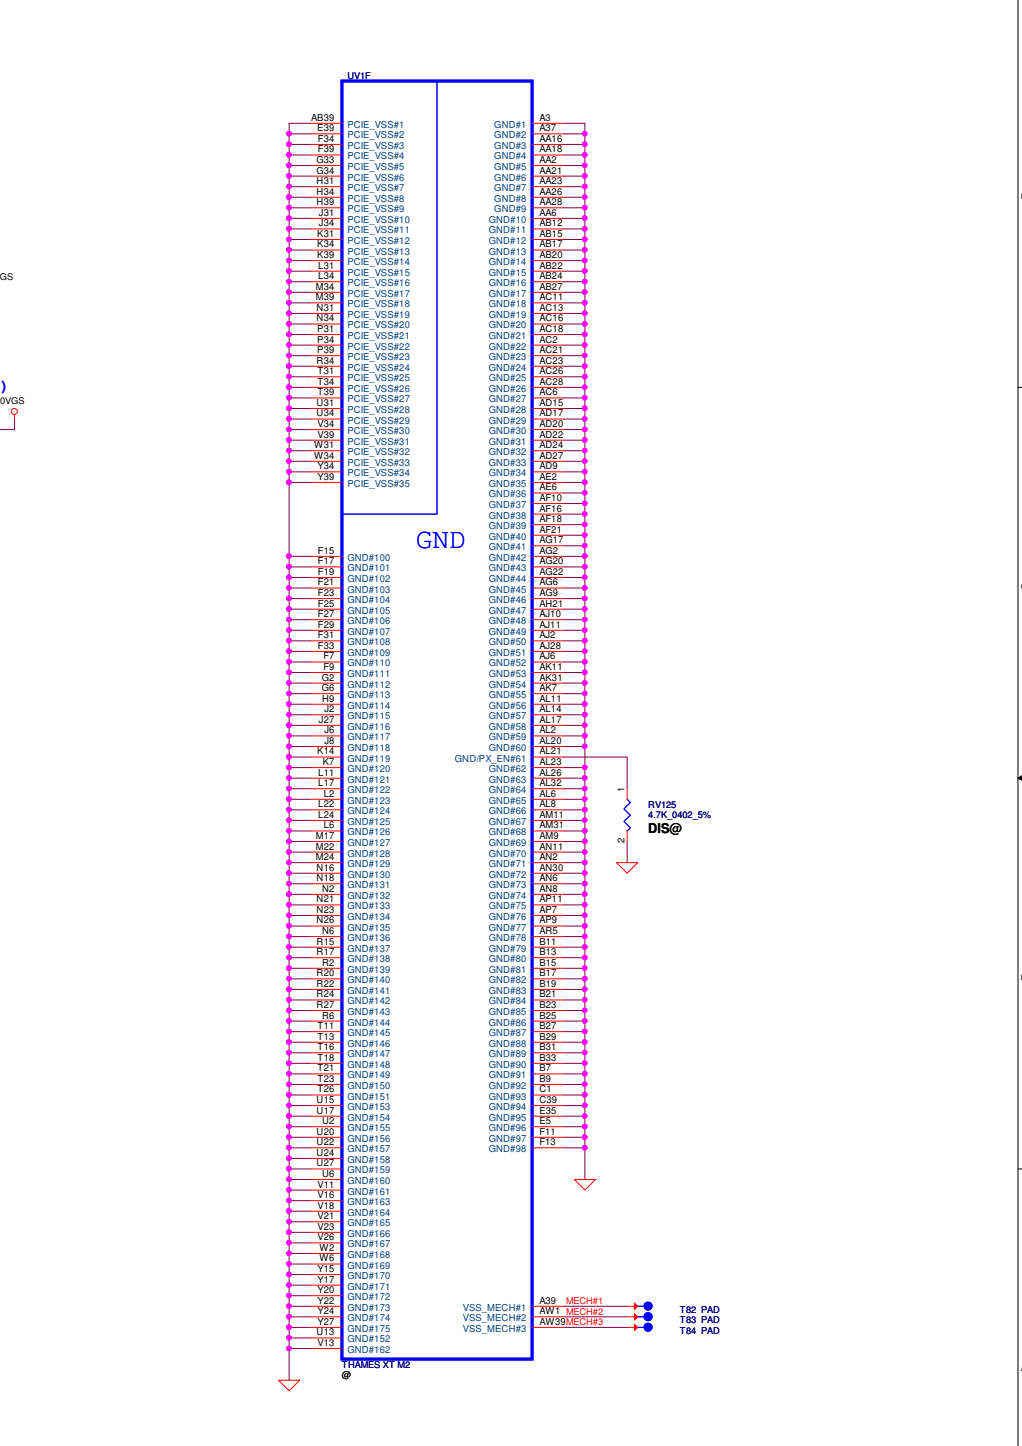 UV1F
AB39 PCIE_VSS#1
E39 PCIE_VSS#2
F34 PCIE_VSS#3
F39 PCIE_VSS#4
G33 PCIE_VSS#5
G34 PCIE_VSS#6
H31 PCIE_VSS#7
H34 PCIE_VSS#8
H39 PCIE_VSS#9
J31 PCIE_VSS#10
J34 PCIE_VSS#11
K31 PCIE_VSS#12
K34 PCIE_VSS#13
K39 PCIE_VSS#14
L31 PCIE_VSS#15
L34 PCIE_VSS#16
M34 PCIE_VSS#17
M39 PCIE_VSS#18
N31 PCIE_VSS#19
N34 PCIE_VSS#20
P31 PCIE_VSS#21
P34 PCIE_VSS#22
P39 PCIE_VSS#23
R34 PCIE_VSS#24
T31 PCIE_VSS#25
T34 PCIE_VSS#26
T39 PCIE_VSS#27
U31 PCIE_VSS#28
U34 PCIE_VSS#29
V34 PCIE_VSS#30
V39 PCIE_VSS#31
W31 PCIE_VSS#32
W34 PCIE_VSS#33
Y34 PCIE_VSS#34
Y39 PCIE_VSS#35
GND
F15 GND#100
F17 GND#101
F19 GND#102
F21 GND#103
F23 GND#104
F25 GND#105
F27 GND#106
F29 GND#107
F31 GND#108
F33 GND#109
F7 GND#110
F9 GND#111
G2 GND#112
G6 GND#113
H9 GND#114
J2 GND#115
J27 GND#116
J6 GND#117
J8 GND#118
K14 GND#119
K7 GND#120
L11 GND#121
L17 GND#122
L2 GND#123
L22 GND#124
L24 GND#125
L6 GND#126
M17 GND#127
M22 GND#128
M24 GND#129
N16 GND#130
N18 GND#131
N2 GND#132
N21 GND#133
N23 GND#134
N26 GND#135
N6 GND#136
R15 GND#137
R17 GND#138
R2 GND#139
R20 GND#140
R22 GND#141
R24 GND#142
R27 GND#143
R6 GND#144
T11 GND#145
T13 GND#146
T16 GND#147
T18 GND#148
T21 GND#149
T23 GND#150
T26 GND#151
U15 GND#153
U17 GND#154
U2 GND#155
U20 GND#156
U22 GND#157
U24 GND#158
U27 GND#159
U6 GND#160
V11 GND#161
V16 GND#163
V18 GND#164
V21 GND#165
V23 GND#166
V26 GND#167
W2 GND#168
W6 GND#169
Y15 GND#170
Y17 GND#171
Y20 GND#172
Y22 GND#173
Y24 GND#174
Y27 GND#175
U13 GND#152
V13 GND#162
THAMES XT M2
@
GND#1 A3
GND#2 A37
GND#3 AA16
GND#4 AA18
GND#5 AA2
GND#6 AA21
GND#7 AA23
GND#8 AA26
GND#9 AA28
GND#10 AA6
GND#11 AB12
GND#12 AB15
GND#13 AB17
GND#14 AB20
GND#15 AB22
GND#16 AB24
GND#17 AB27
GND#18 AC11
GND#19 AC13
GND#20 AC16
GND#21 AC18
GND#22 AC2
GND#23 AC21
GND#24 AC23
GND#25 AC26
GND#26 AC28
GND#27 AC6
GND#28 AD15
GND#29 AD17
GND#30 AD20
GND#31 AD22
GND#32 AD24
GND#33 AD27
GND#34 AD9
GND#35 AE2
GND#36 AE6
GND#37 AF10
GND#38 AF16
GND#39 AF18
GND#40 AF21
GND#41 AG17
GND#42 AG2
GND#43 AG20
GND#44 AG22
GND#45 AG6
GND#46 AG9
GND#47 AH21
GND#48 AJ10
GND#49 AJ11
GND#50 AJ2
GND#51 AJ28
GND#52 AJ6
GND#53 AK11
GND#54 AK31
GND#55 AK7
GND#56 AL11
GND#57 AL14
GND#58 AL17
GND#59 AL2
GND#60 AL20
GND/PX_EN#61 AL21
GND#62 AL23
GND#63 AL26
GND#64 AL32
GND#65 AL6
GND#66 AL8
GND#67 AM11
GND#68 AM31
GND#69 AM9
GND#70 AN11
GND#71 AN2
GND#72 AN30
GND#73 AN6
GND#74 AN8
GND#75 AP11
GND#76 AP7
GND#77 AP9
GND#78 AR5
GND#79 B11
GND#80 B13
GND#81 B15
GND#82 B17
GND#83 B19
GND#84 B21
GND#85 B23
GND#86 B25
GND#87 B27
GND#88 B29
GND#89 B31
GND#90 B33
GND#91 B7
GND#92 B9
GND#93 C1
GND#94 C39
GND#95 E35
GND#96 E5
GND#97 F11
GND#98 F13
VSS_MECH#1 A39 MECH#1 T82 PAD
VSS_MECH#2 AW1 MECH#2 T83 PAD
VSS_MECH#3 AW39 MECH#3 T84 PAD
1
RV125
4.7K_0402_5%
DIS@
2
GS
)
0VGS